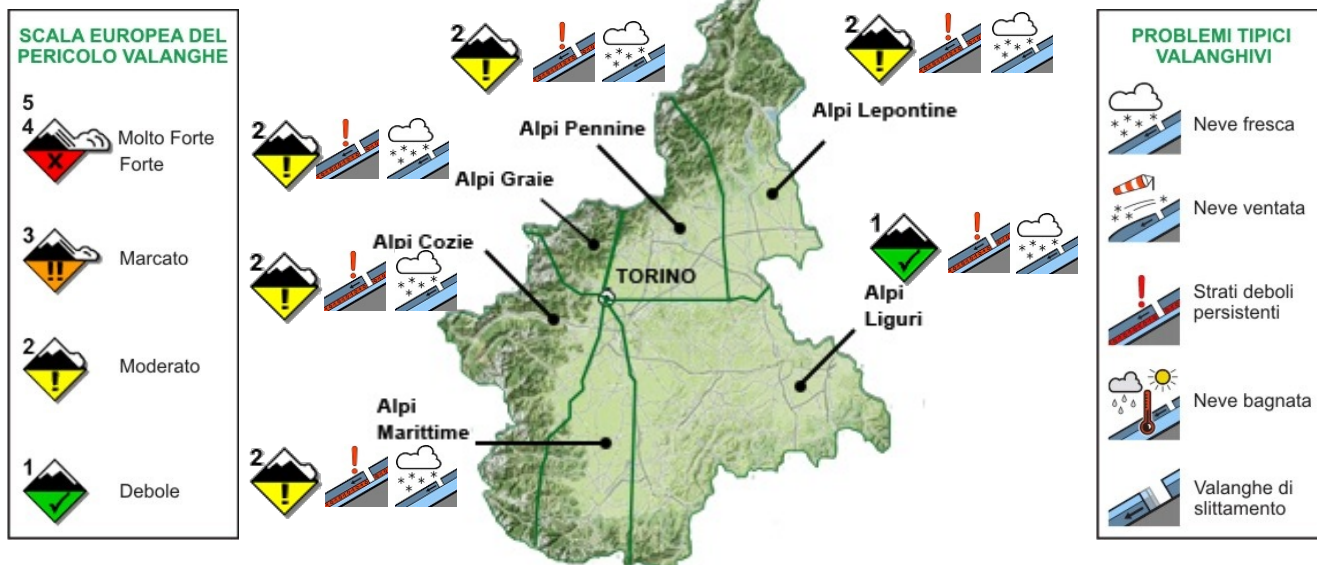 SCALA EUROPEA DEL
PERICOLO VALANGHE
5
4
Molto Forte
Forte
3
Marcato
2
Moderato
1
Debole
2
2
2
Alpi Lepontine
Alpi Pennine
Alpi Graie
2
Alpi Cozie
1
TORINO
Alpi
Liguri
Alpi
Marittime
2
PROBLEMI TIPICI
VALANGHIVI
Neve fresca
Neve ventata
Strati deboli
persistenti
Neve bagnata
Valanghe di
slittamento